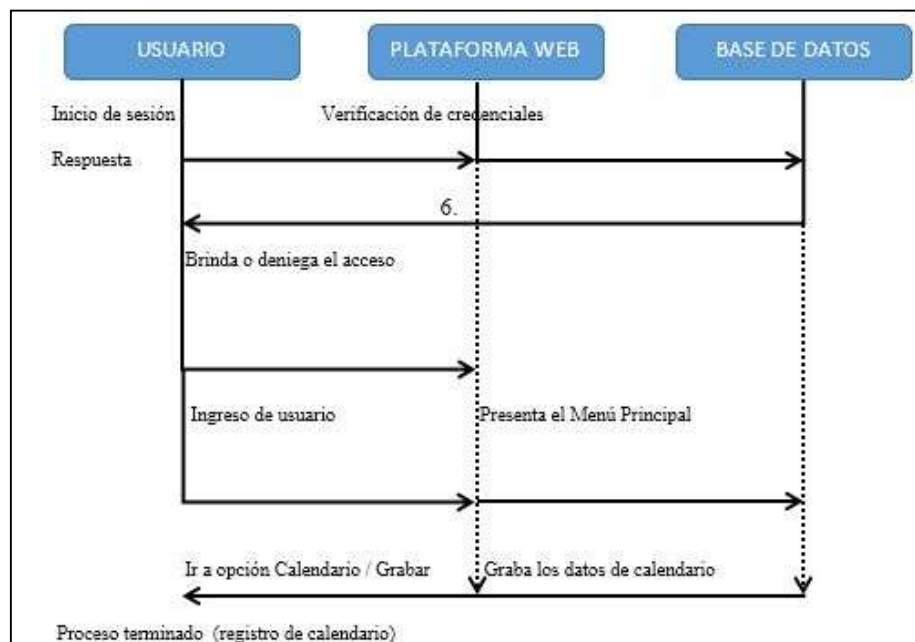 USUARIO
PLATAFORMA WEB
BASE DE DATOS
Inicio de sesión
Verificación de credenciales
Respuesta
6.
Brinda o deniega el acceso
Ingreso de usuario
Presenta el Menú Principal
Ir a opción Calendario / Grabar
Graba los datos de calendario
Proceso terminado (registro de calendario)